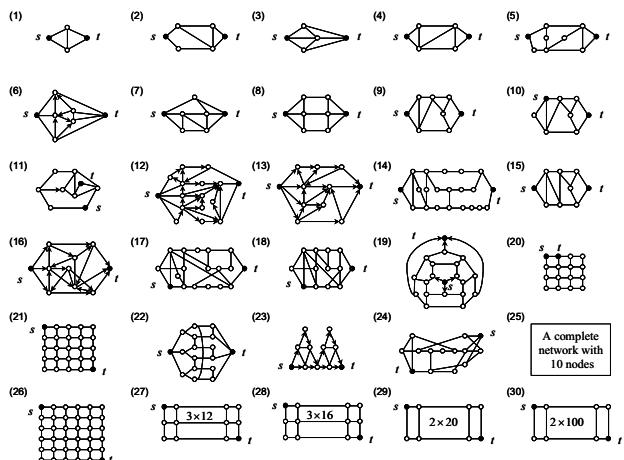 (1) (2) (3) (4) (5)
s t s t s t s t s t
(6) (7) (8) (9) (10)
s t s t s t s t s t
(11) (12) (13) (14) (15)
t s s t s t s t s t
(16) (17) (18) (19) (20)
s t s t s t t s s t
(21) (22) (23) (24) (25)
s t s t s t s t
A complete
network with
10 nodes
(26) (27) (28) (29) (30)
s t s 3×12 t s 3×16 t s 2×20 t s 2×100 t